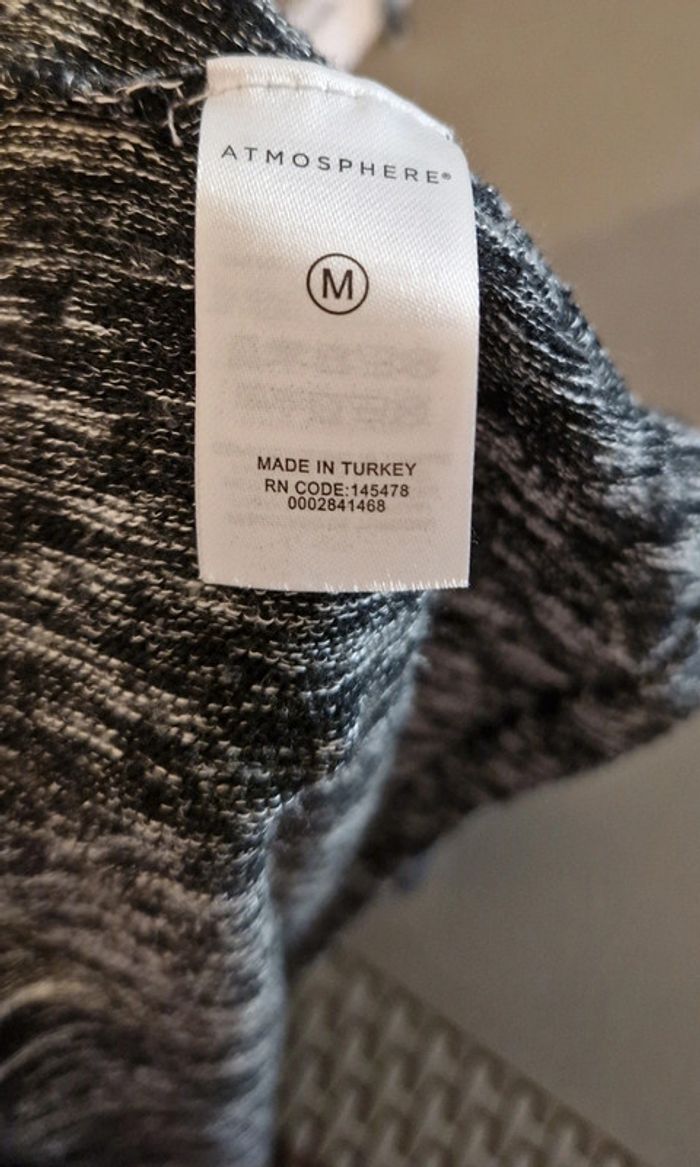 ATMOSPHERE®
M
MADE IN TURKEY
RN CODE:145478
0002841468